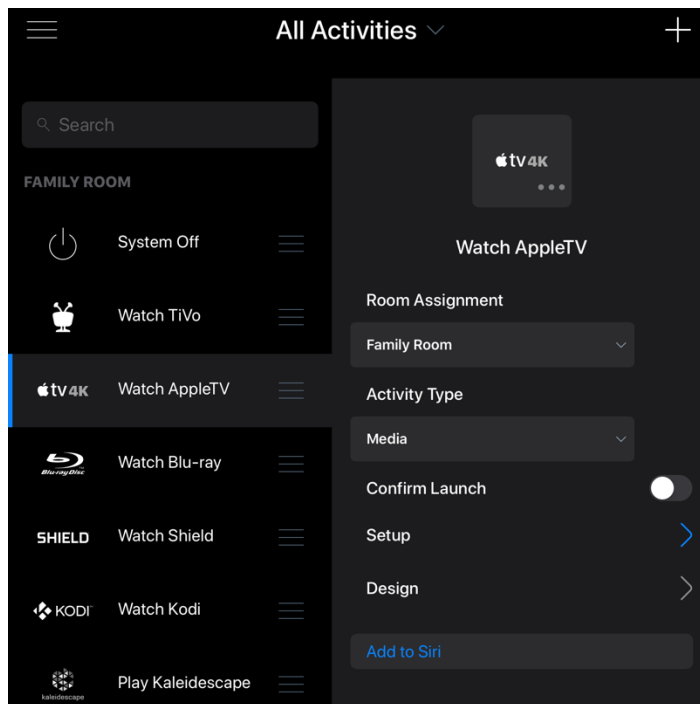 All Activities
Search
FAMILY ROOM
System Off
Watch TiVo
tv4K
Watch AppleTV
Blu-ray Disc
Watch Blu-ray
SHIELD
Watch Shield
KODI
Watch Kodi
kaleidescape
Play Kaleidescape
tv4K
Watch AppleTV
Room Assignment
Family Room
Activity Type
Media
Confirm Launch
Setup
Design
Add to Siri